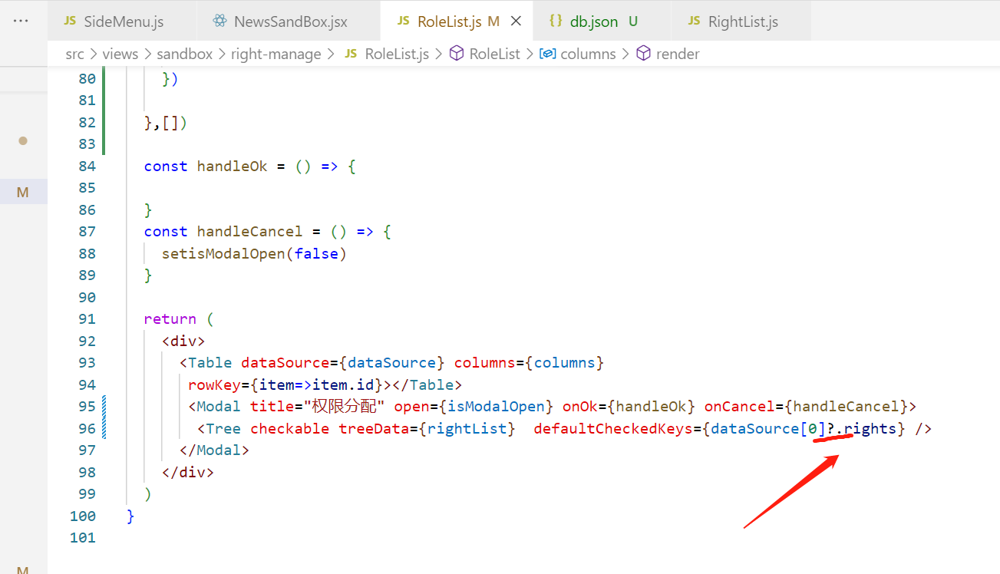 ··· JS SideMenu.js NewsSandBox.jsx JS RoleList.js M {} db.json U JS RightList.js
src > views > sandbox > right-manage > JS RoleList.js > RoleList > columns > render
80 })
81
82 },[])
83
84 const handleOk = () => {
85
M
86 }
87 const handleCancel = () => {
88 setisModalOpen(false)
89 }
90
91 return (
92 <div>
93 <Table dataSource={dataSource} columns={columns}
94 rowKey={item=>item.id}></Table>
95 <Modal title="权限分配" open={isModalOpen} onOk={handleOk} onCancel={handleCancel}>
96 <Tree checkable treeData={rightList}  defaultCheckedKeys={dataSource[0]?.rights} />
97 </Modal>
98 </div>
99 )
100 }
101
M